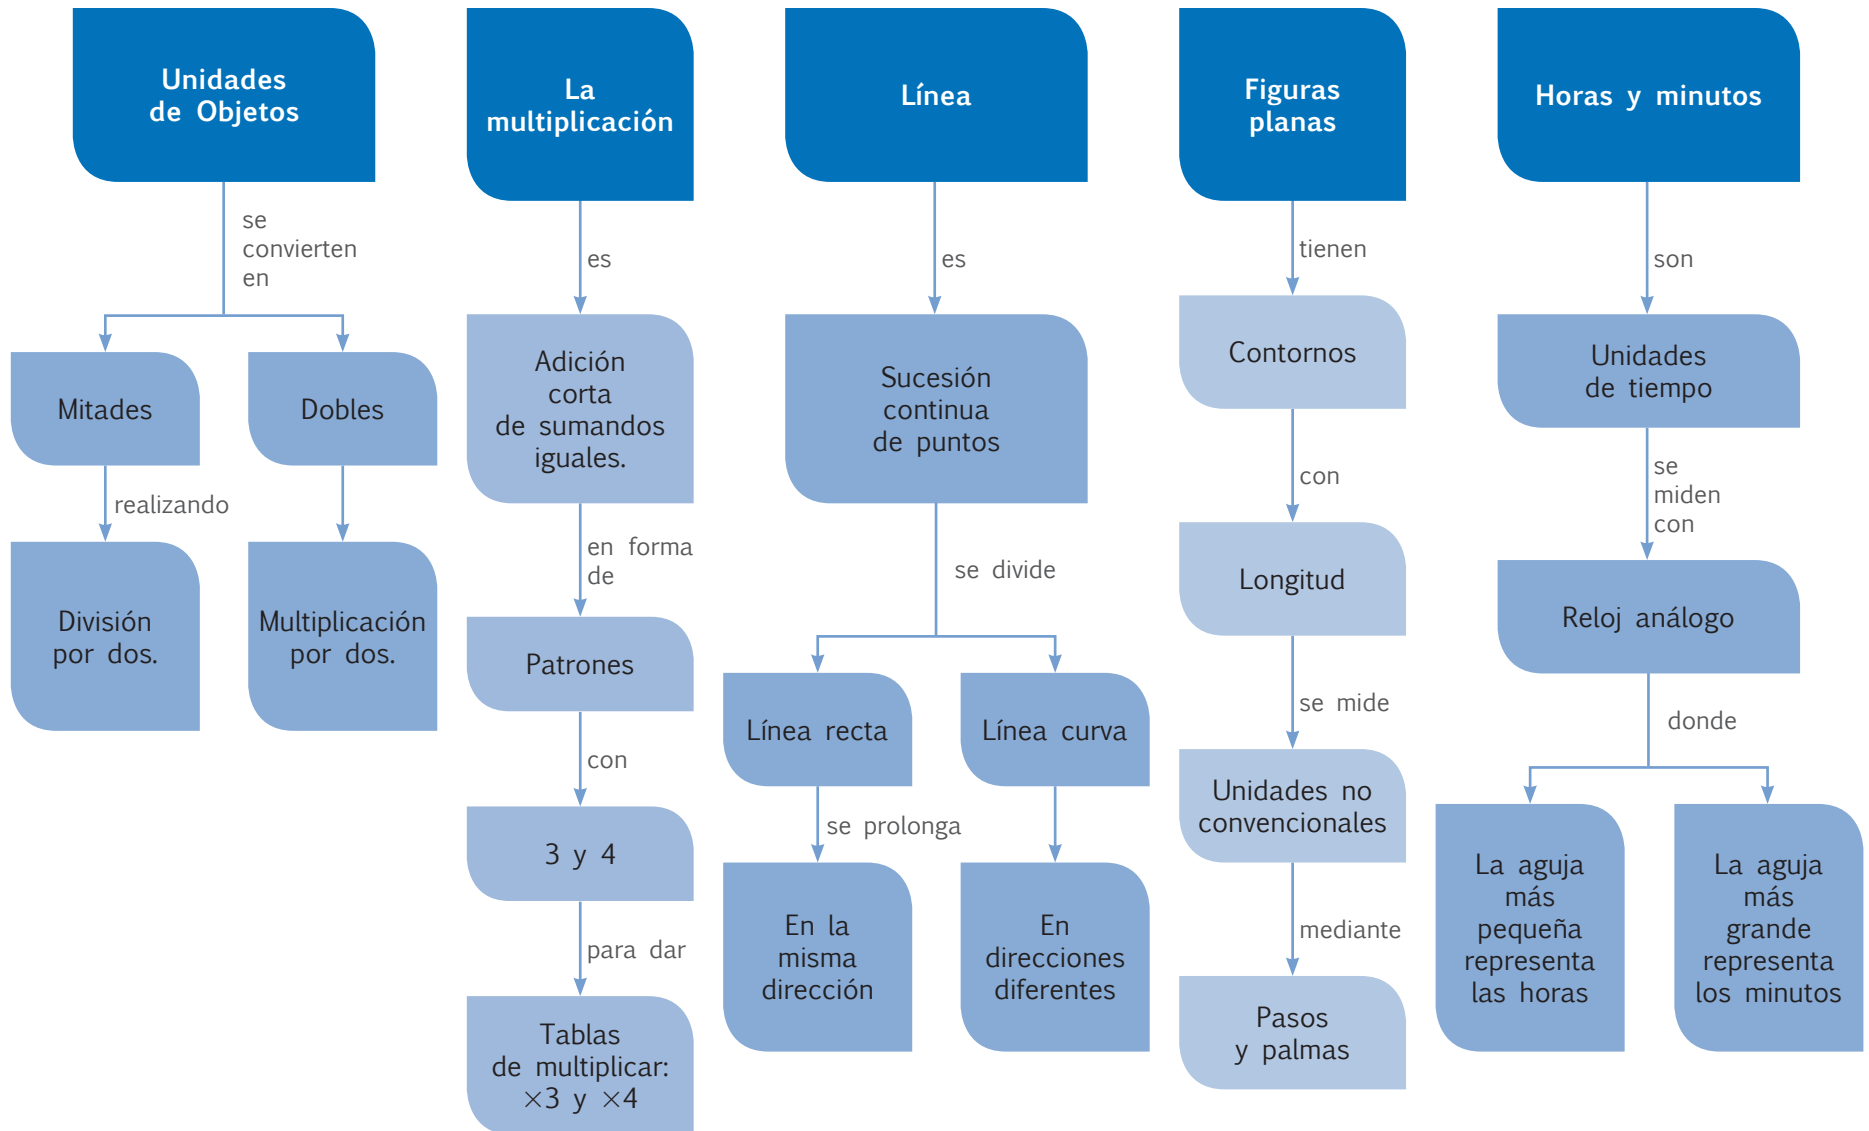 Unidades
de Objetos
se
convierten
en
Mitades
Dobles
realizando
División
por dos.
Multiplicación
por dos.
La
multiplicación
es
Adición
corta
de sumandos
iguales.
en forma
de
Patrones
con
3 y 4
para dar
Tablas
de multiplicar:
×3 y ×4
Línea
es
Sucesión
continua
de puntos
se divide
Línea recta
Línea curva
se prolonga
En la
misma
dirección
En
direcciones
diferentes
Figuras
planas
tienen
Contornos
con
Longitud
se mide
Unidades no
convencionales
mediante
Pasos
y palmas
Horas y minutos
son
Unidades
de tiempo
se
miden
con
Reloj análogo
donde
La aguja
más
pequeña
representa
las horas
La aguja
más
grande
representa
los minutos